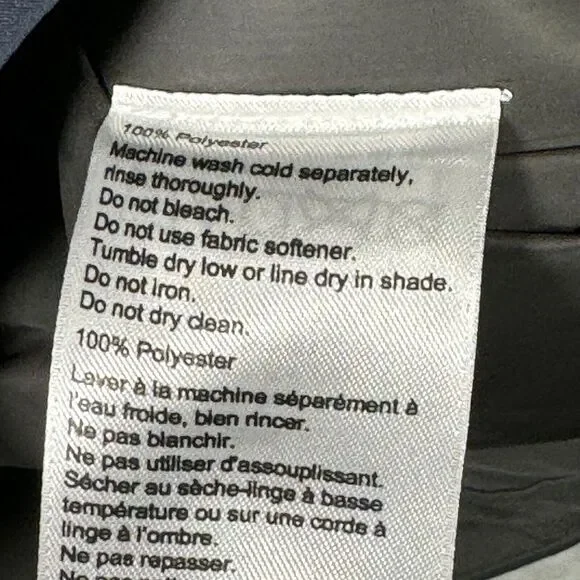 100% Polyester
Machine wash cold separately,
rinse thoroughly.
Do not bleach.
Do not use fabric softener.
Tumble dry low or line dry in shade.
Do not iron.
Do not dry clean.
100% Polyester
Laver à la machine séparément à
l'eau froide, bien rincer.
Ne pas blanchir.
Ne pas utiliser d'assouplissant.
Sécher au sèche-linge à basse
température ou sur une corde à
linge à l'ombre.
Ne pas repasser.
Ne pas